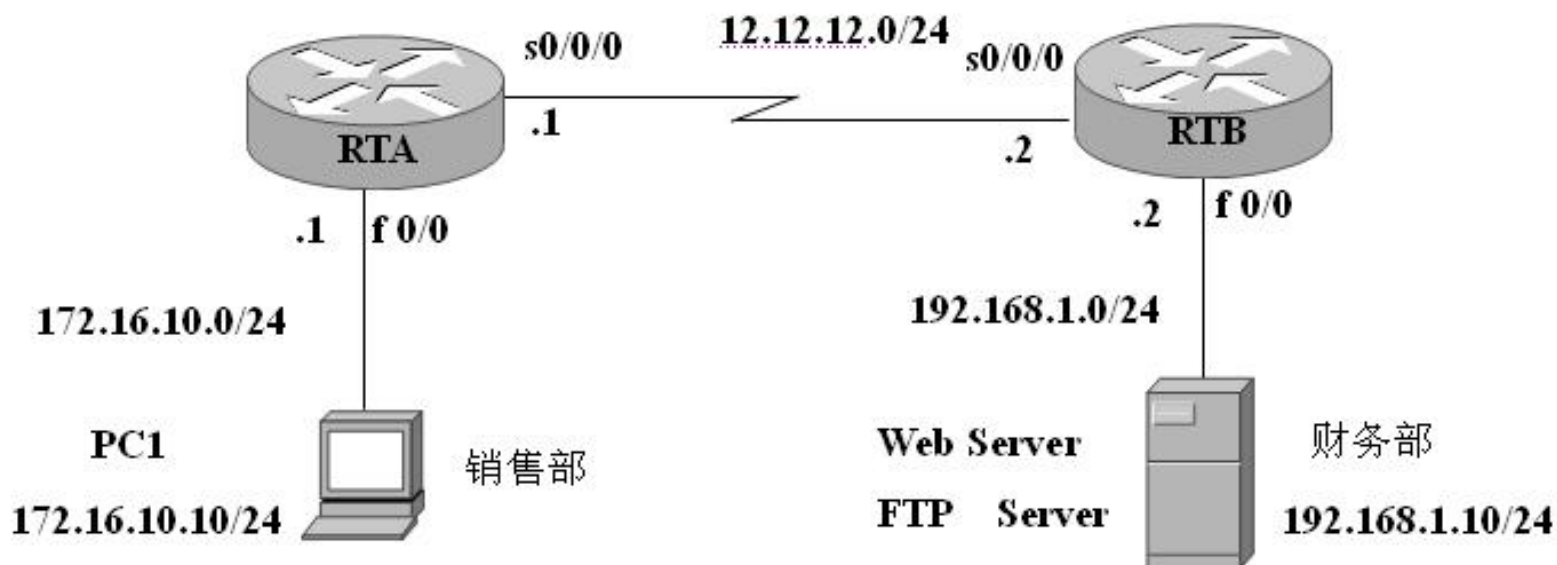 12.12.12.0/24
s0/0/0
s0/0/0
.1
.2
RTA
RTB
.1 f 0/0
.2 f 0/0
172.16.10.0/24
192.168.1.0/24
PC1
销售部
172.16.10.10/24
Web Server
FTP Server
财务部
192.168.1.10/24